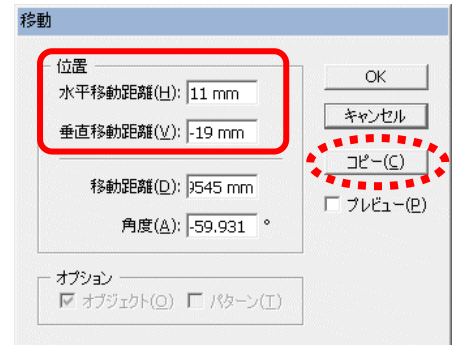 移動
位置
水平移動距離(H): 11 mm
垂直移動距離(V): -19 mm
移動距離(D): 9545 mm
角度(A): -59.931 °
オプション
オブジェクト(O) パターン(T)
OK
キャンセル
コピー(C)
プレビュー(P)